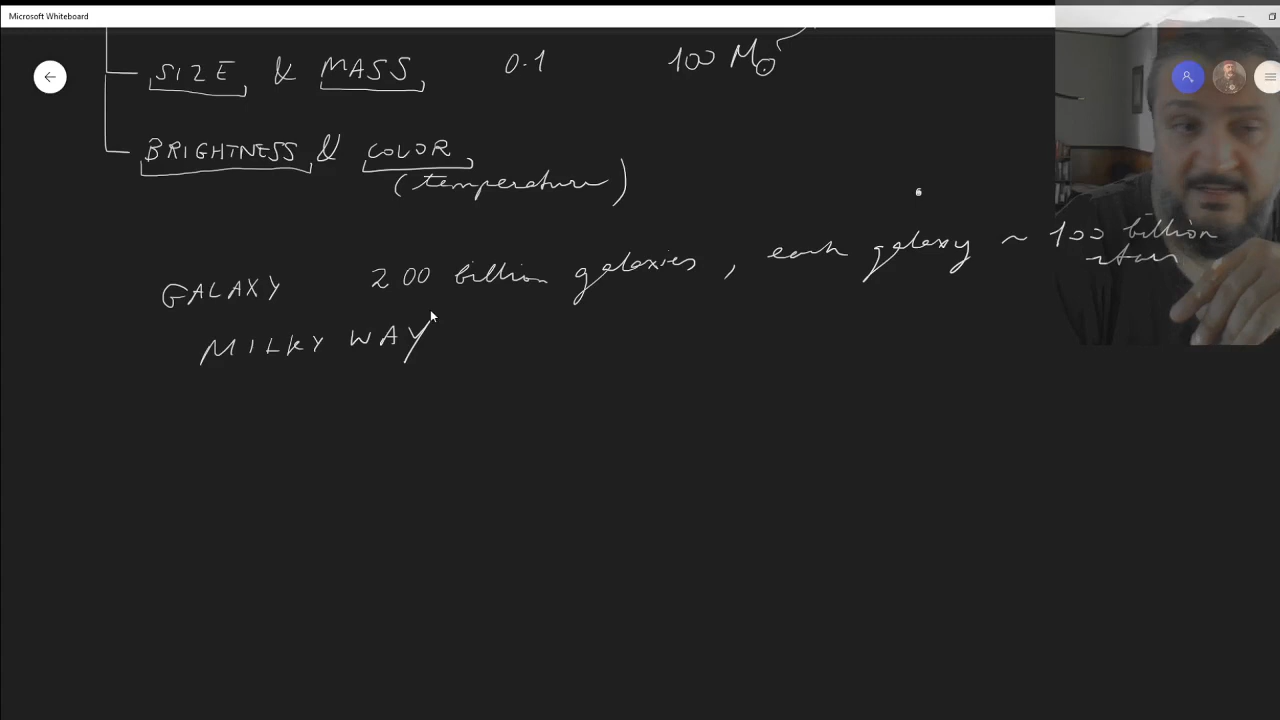 Microsoft Whiteboard
SIZE & MASS 0.1 100 M⊙
BRIGHTNESS & COLOR
(temperature)
GALAXY 200 billion galaxies, each galaxy ~ 100 billion
stars
MILKY WAY